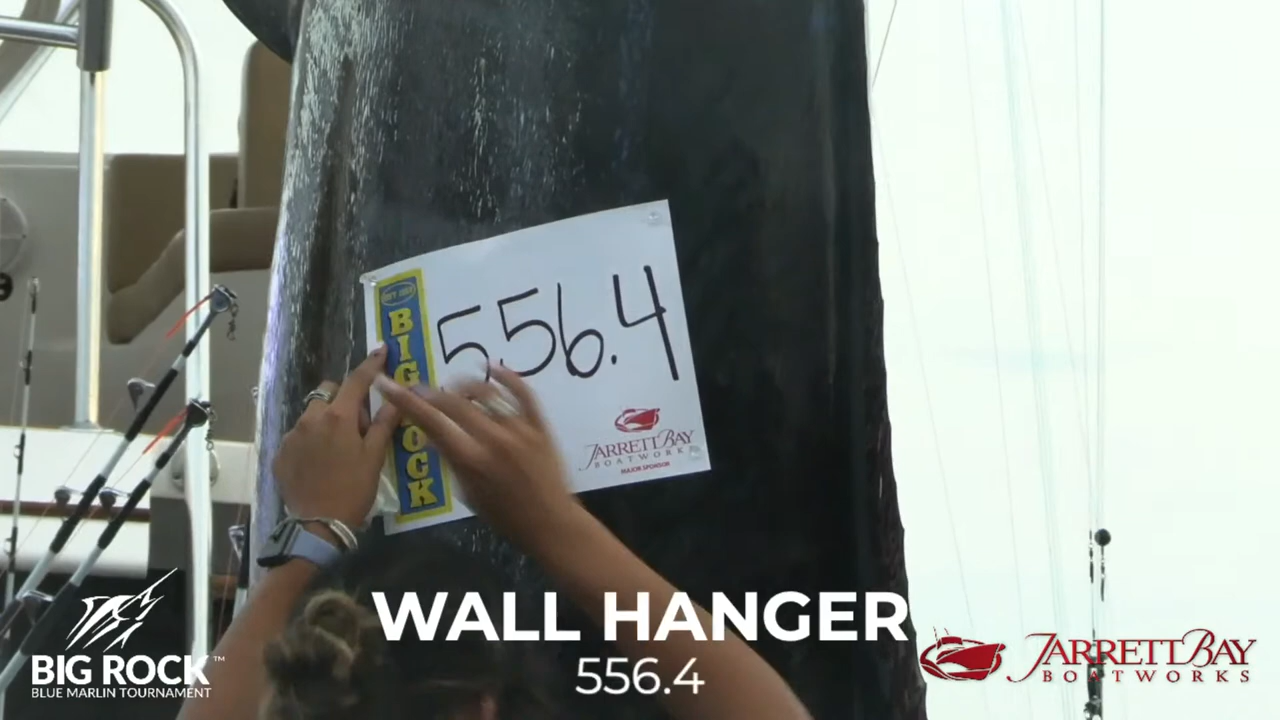 BIG ROCK
556.4
JARRETT BAY
BOATWORKS
MAJOR SPONSOR
WALL HANGER
556.4
BIG ROCK™
BLUE MARLIN TOURNAMENT
JARRETT BAY
BOATWORKS